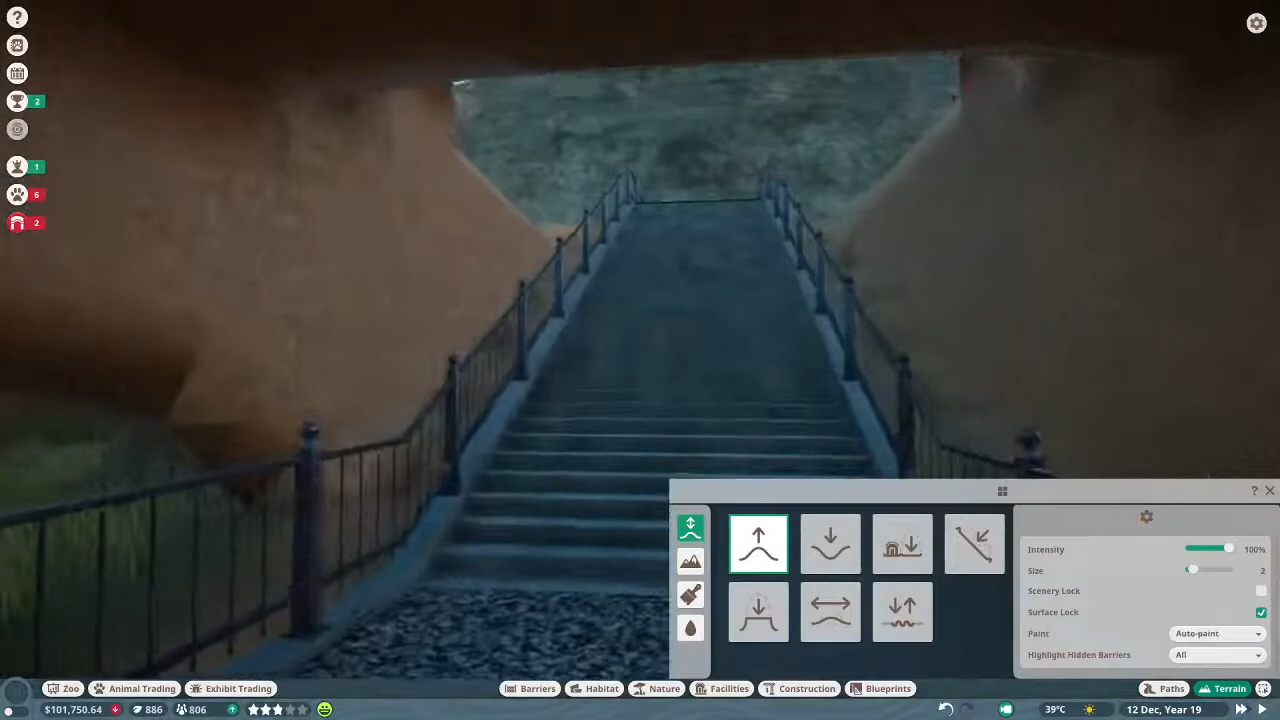 ?
2
1
6
2
? 
Intensity 100%
Size 2
Scenery Lock
Surface Lock
Paint Auto-paint
Highlight Hidden Barriers All
Zoo Animal Trading Exhibit Trading Barriers Habitat Nature Facilities Construction Blueprints Paths Terrain
$101,750.64 886 806 39°C 12 Dec, Year 19